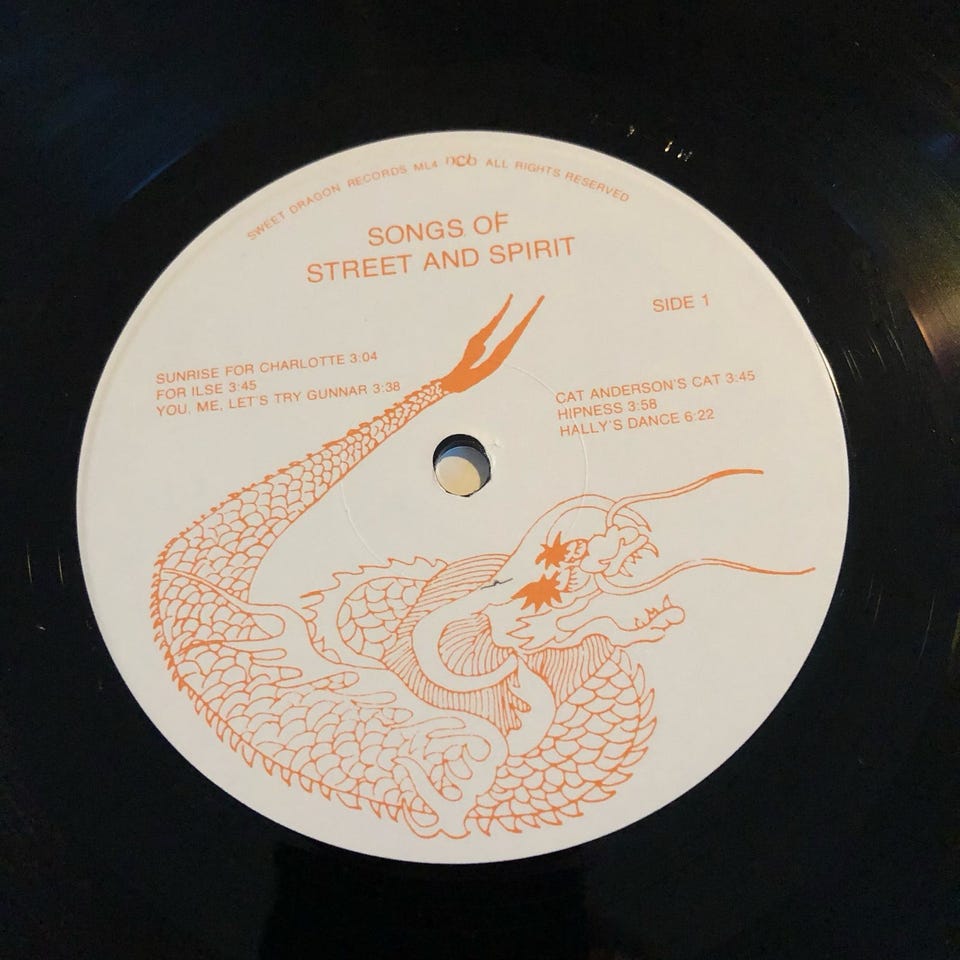 SWEET DRAGON RECORDS ML4 ncb ALL RIGHTS RESERVED
SONGS OF
STREET AND SPIRIT
SIDE 1
SUNRISE FOR CHARLOTTE 3:04
FOR ILSE 3:45
YOU, ME, LET'S TRY GUNNAR 3:38
CAT ANDERSON'S CAT 3:45
HIPNESS 3:58
HALLY'S DANCE 6:22